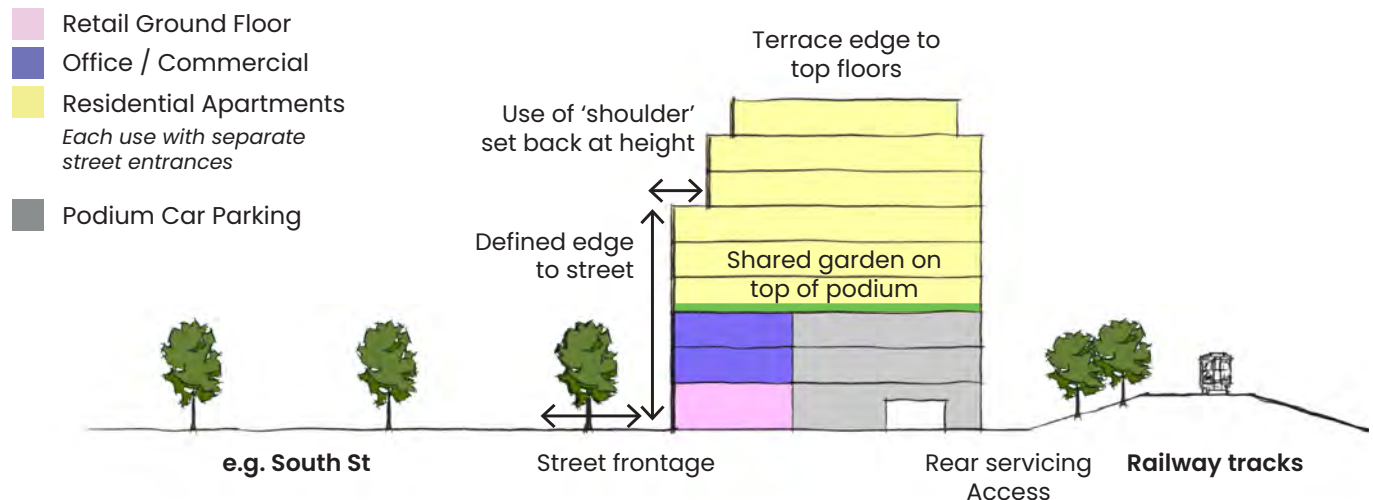 Retail Ground Floor
Office / Commercial
Residential Apartments
Each use with separate
street entrances
Podium Car Parking
Terrace edge to
top floors
Use of ‘shoulder’
set back at height
Defined edge
to street
Shared garden on
top of podium
e.g. South St
Street frontage
Rear servicing
Access
Railway tracks